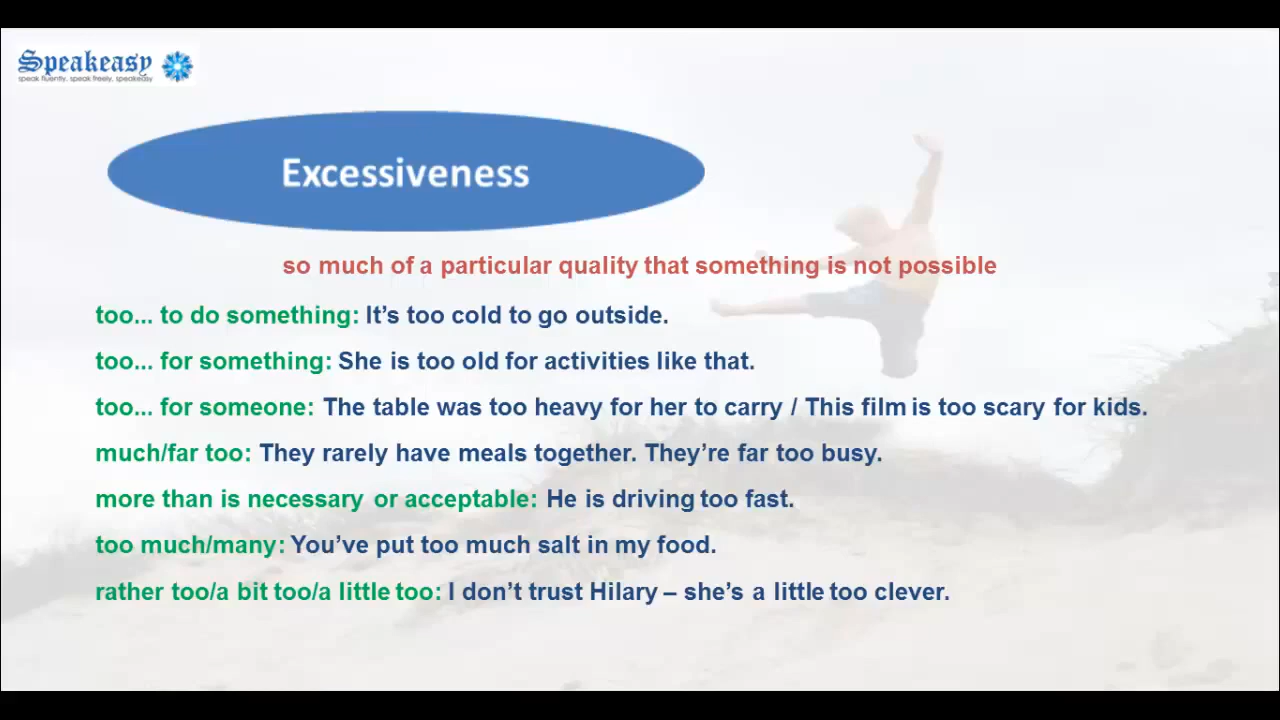 Speakeasy
speak fluently, speak freely, speakeasy
Excessiveness
so much of a particular quality that something is not possible
too... to do something: It’s too cold to go outside.
too... for something: She is too old for activities like that.
too... for someone: The table was too heavy for her to carry / This film is too scary for kids.
much/far too: They rarely have meals together. They’re far too busy.
more than is necessary or acceptable: He is driving too fast.
too much/many: You’ve put too much salt in my food.
rather too/a bit too/a little too: I don’t trust Hilary – she’s a little too clever.